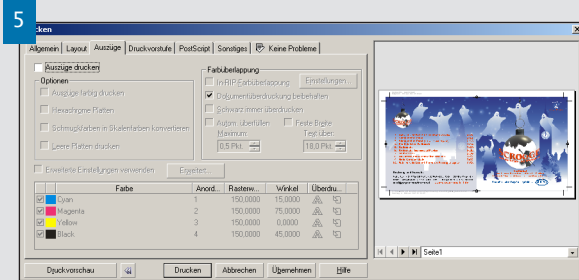 5
cken
Allgemein Layout Auszüge Druckvorstufe PostScript Sonstiges Keine Probleme
Auszüge drucken
Optionen
Auszüge farbig drucken
Hexachrome Platten
Schmuckfarben in Skalenfarben konvertieren
Leere Platten drucken
Farbüberlappung
In-RIP-Farbüberlappung Einstellungen...
Dokumentüberdruckung beibehalten
Schwarz immer überdrucken
Autom. überfüllen Feste Breite
Maximum: Text über:
0,5 Pkt. 18,0 Pkt.
Erweiterte Einstellungen verwenden Erweitert...
Farbe Anord... Rasterw... Winkel Überdru...
Cyan 1 150,0000 15,0000
Magenta 2 150,0000 75,0000
Yellow 3 150,0000 0,0000
Black 4 150,0000 45,0000
Seite1
Druckvorschau Drucken Abbrechen Übernehmen Hilfe